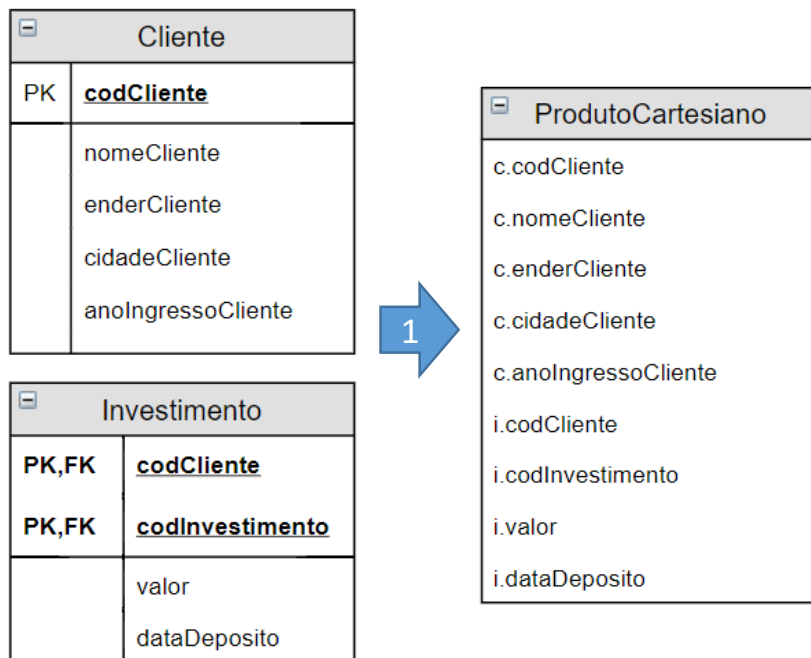 Cliente
PK codCliente
nomeCliente
enderCliente
cidadeCliente
anoIngressoCliente
Investimento
PK,FK codCliente
PK,FK codInvestimento
valor
dataDeposito
1
ProdutoCartesiano
c.codCliente
c.nomeCliente
c.enderCliente
c.cidadeCliente
c.anoIngressoCliente
i.codCliente
i.codInvestimento
i.valor
i.dataDeposito